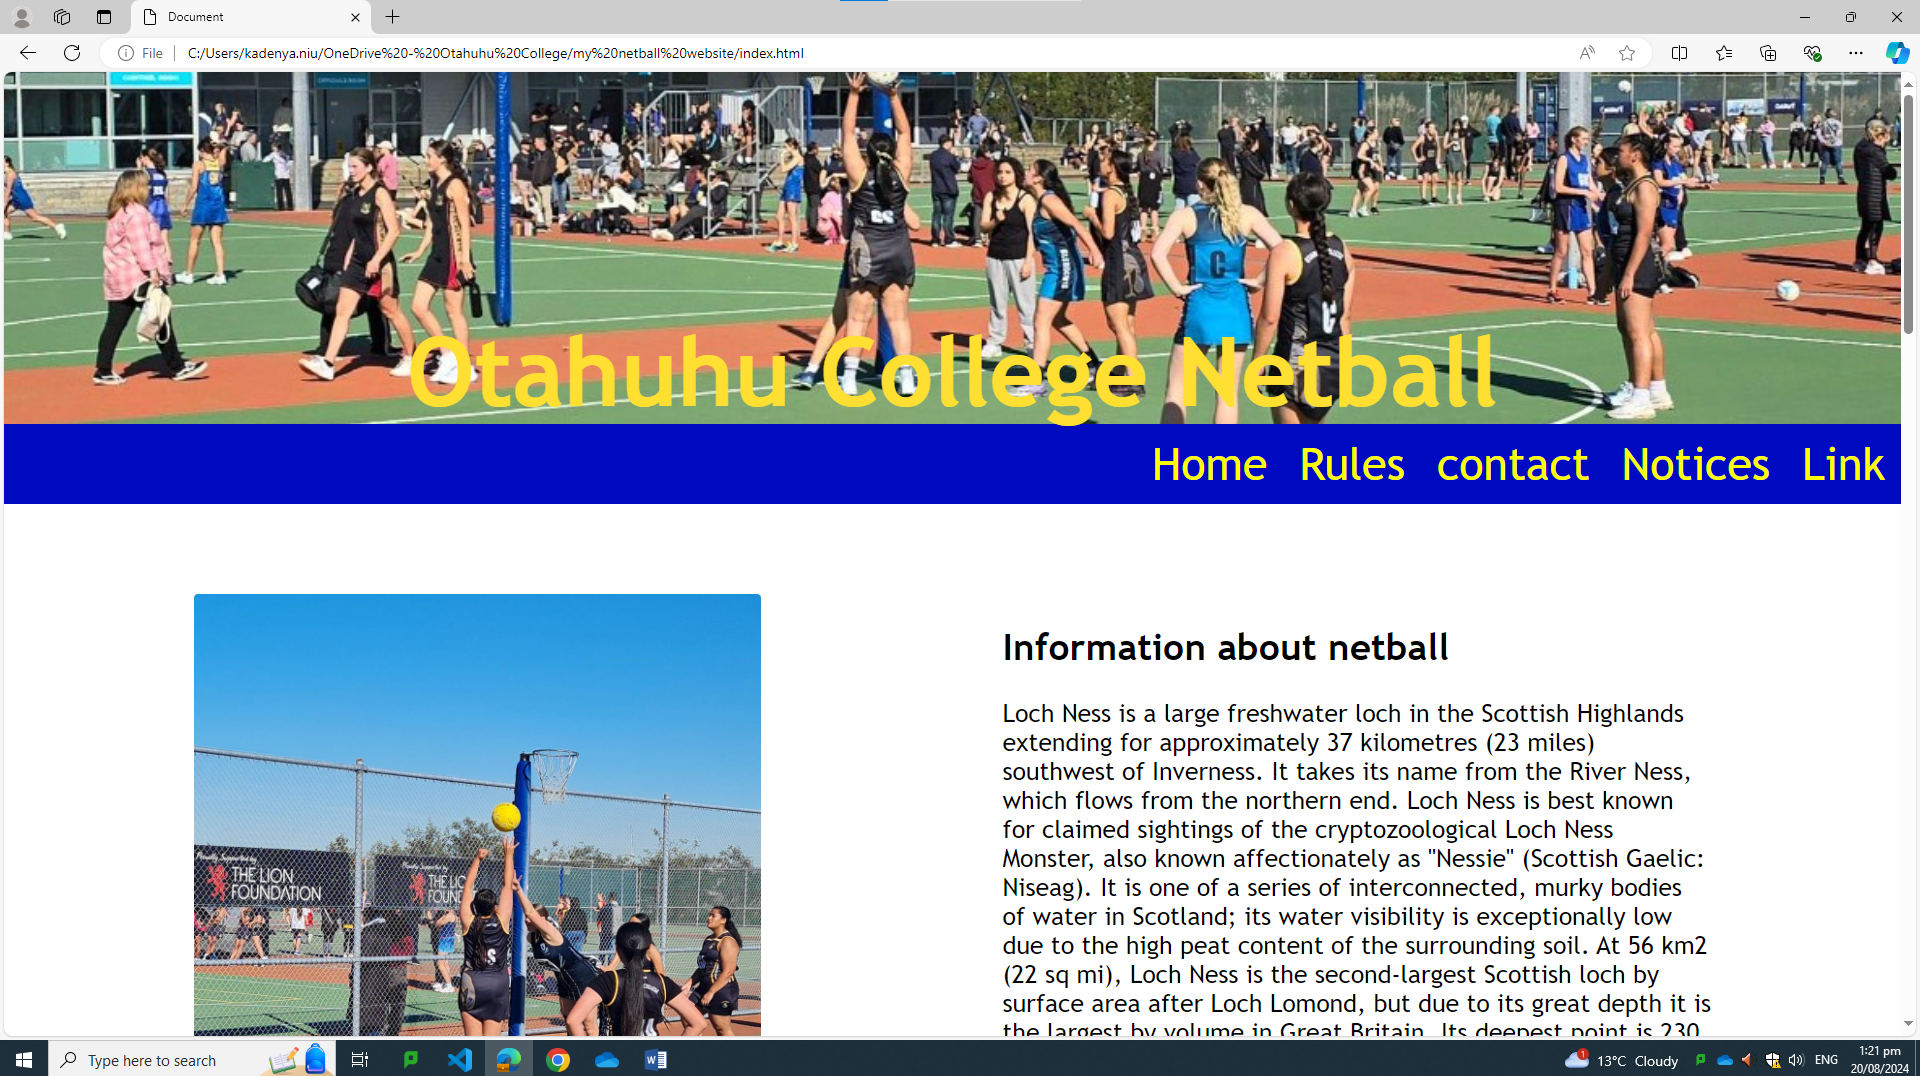 Document
File
C:/Users/kadenya.niu/OneDrive%20-%20Otahuhu%20College/my%20netball%20website/index.html
Otahuhu College Netball
Home Rules contact Notices Link
C
C
Information about netball
Loch Ness is a large freshwater loch in the Scottish Highlands
extending for approximately 37 kilometres (23 miles)
southwest of Inverness. It takes its name from the River Ness,
which flows from the northern end. Loch Ness is best known
for claimed sightings of the cryptozoological Loch Ness
Monster, also known affectionately as "Nessie" (Scottish Gaelic:
Niseag). It is one of a series of interconnected, murky bodies
of water in Scotland; its water visibility is exceptionally low
due to the high peat content of the surrounding soil. At 56 km2
(22 sq mi), Loch Ness is the second-largest Scottish loch by
surface area after Loch Lomond, but due to its great depth it is
the largest by volume in Great Britain. Its deepest point is 230
Proudly Supported by
THE LION
FOUNDATION
THE
Type here to search
1
13°C Cloudy
ENG
1:21 pm
20/08/2024